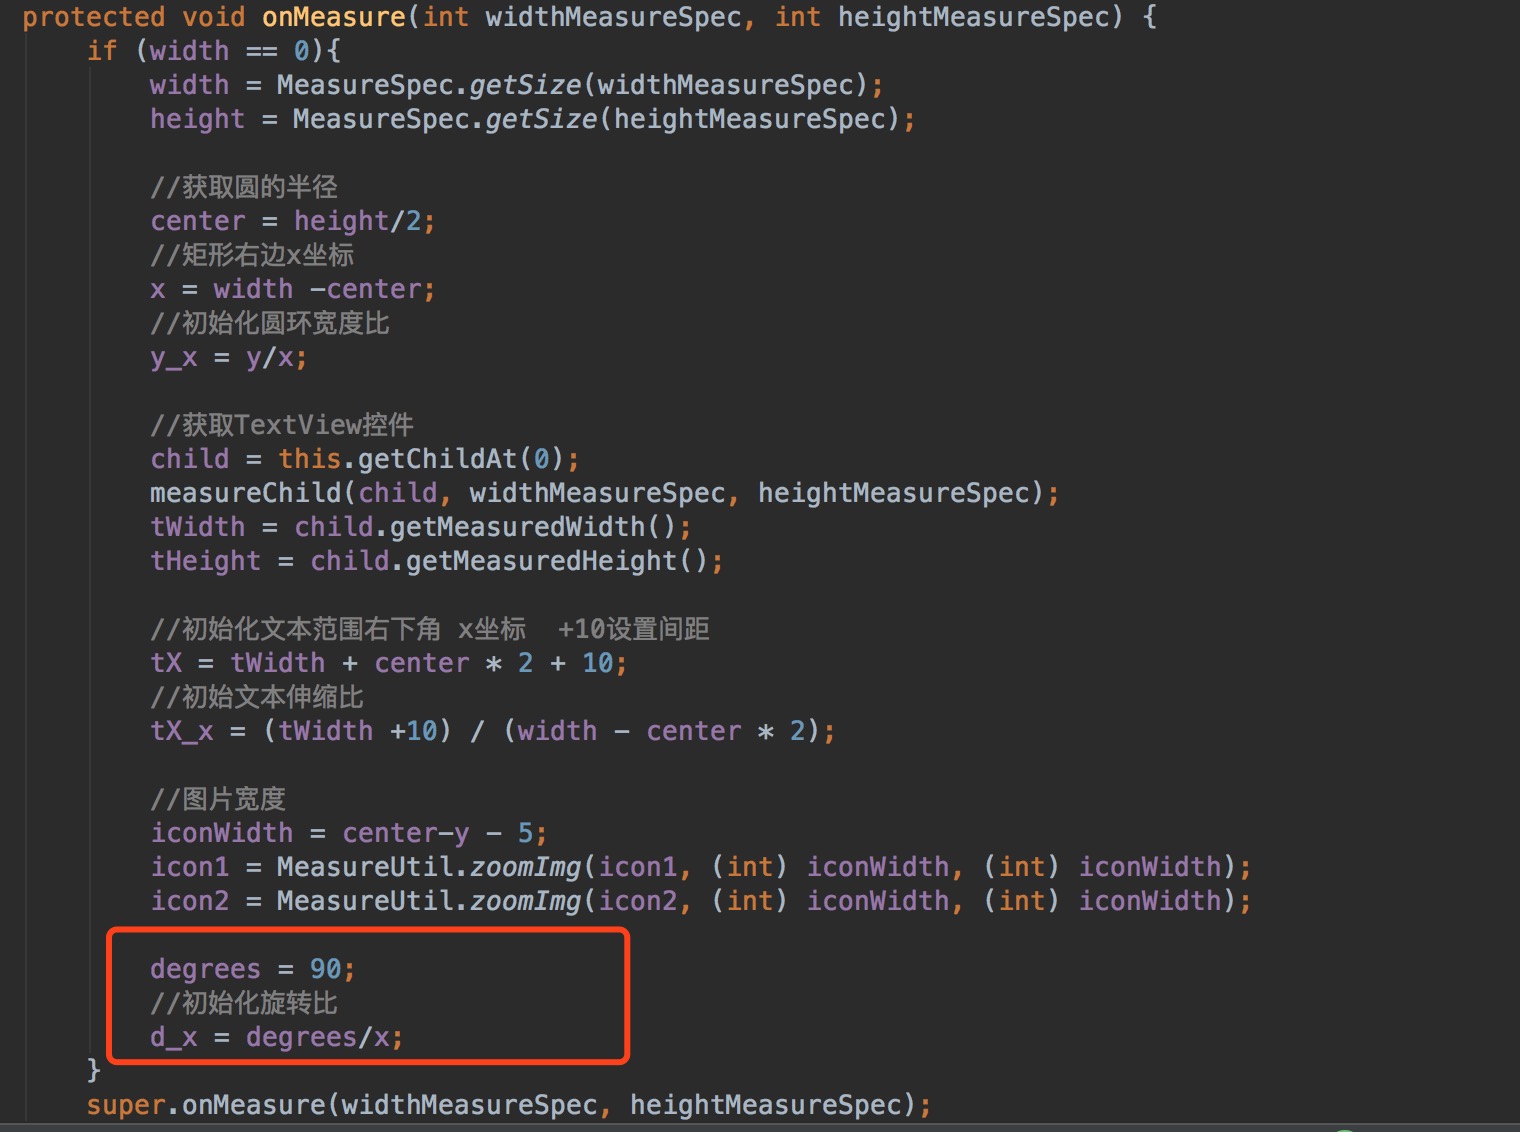 protected void onMeasure(int widthMeasureSpec, int heightMeasureSpec) {
if (width == 0){
width = MeasureSpec.getSize(widthMeasureSpec);
height = MeasureSpec.getSize(heightMeasureSpec);
//获取圆的半径
center = height/2;
//矩形右边x坐标
x = width -center;
//初始化圆环宽度比
y_x = y/x;
//获取TextView控件
child = this.getChildAt(0);
measureChild(child, widthMeasureSpec, heightMeasureSpec);
tWidth = child.getMeasuredWidth();
tHeight = child.getMeasuredHeight();
//初始化文本范围右下角 x坐标  +10设置间距
tX = tWidth + center * 2 + 10;
//初始文本伸缩比
tX_x = (tWidth +10) / (width - center * 2);
//图片宽度
iconWidth = center-y - 5;
icon1 = MeasureUtil.zoomImg(icon1, (int) iconWidth, (int) iconWidth);
icon2 = MeasureUtil.zoomImg(icon2, (int) iconWidth, (int) iconWidth);
degrees = 90;
//初始化旋转比
d_x = degrees/x;
}
super.onMeasure(widthMeasureSpec, heightMeasureSpec);